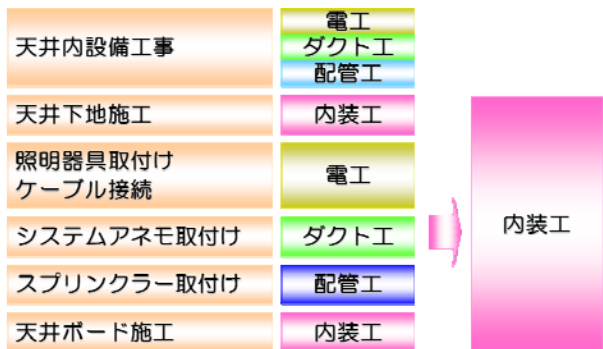 天井内設備工事
電工
ダクト工
配管工
天井下地施工
内装工
照明器具取付け
ケーブル接続
電工
システムアネモ取付け
ダクト工
スプリンクラー取付け
配管工
天井ボード施工
内装工
内装工